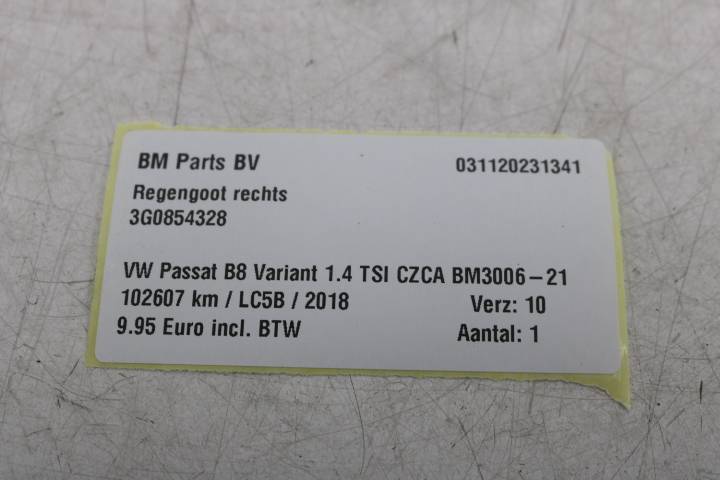 BM Parts BV 031120231341
Regengoot rechts
3G0854328
VW Passat B8 Variant 1.4 TSI CZCA BM3006-21
102607 km / LC5B / 2018 Verz: 10
9.95 Euro incl. BTW Aantal: 1